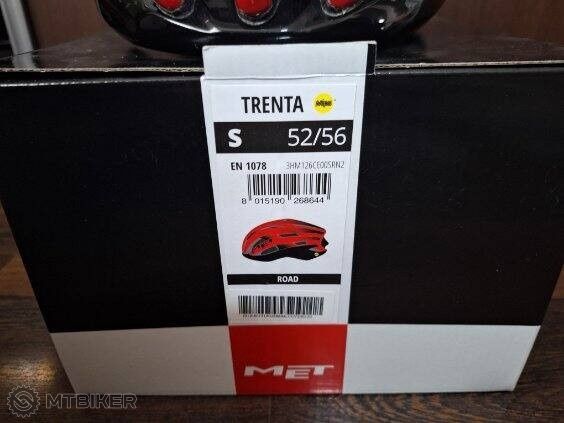 TRENTA
Mips
S 52/56
EN 1078 3HM126CE00SRN2
8 015190 268644
ROAD
MET
MTBIKER